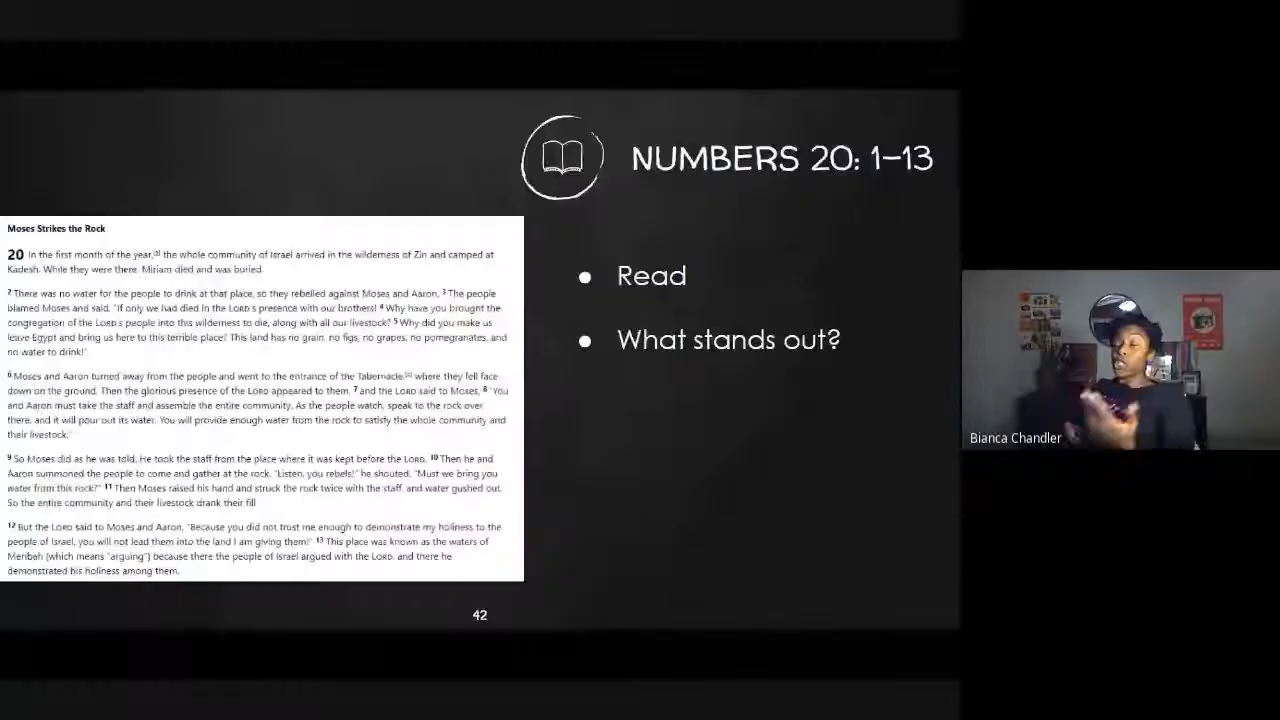 NUMBERS 20: 1–13
Moses Strikes the Rock
20 In the first month of the year,[a] the whole community of Israel arrived in the wilderness of Zin and camped at
Kadesh. While they were there, Miriam died and was buried.
2 There was no water for the people to drink at that place, so they rebelled against Moses and Aaron. 3 The people
blamed Moses and said, "If only we had died in the LORD's presence with our brothers! 4 Why have you brought the
congregation of the LORD's people into this wilderness to die, along with all our livestock? 5 Why did you make us
leave Egypt and bring us here to this terrible place? This land has no grain, no figs, no grapes, no pomegranates, and
no water to drink!"
6 Moses and Aaron turned away from the people and went to the entrance of the Tabernacle, where they fell face
down on the ground. Then the glorious presence of the LORD appeared to them, 7 and the LORD said to Moses, 8 "You
and Aaron must take the staff and assemble the entire community. As the people watch, speak to the rock over
there, and it will pour out its water. You will provide enough water from the rock to satisfy the whole community and
their livestock."
9 So Moses did as he was told. He took the staff from the place where it was kept before the LORD. 10 Then he and
Aaron summoned the people to come and gather at the rock. "Listen, you rebels!" he shouted. "Must we bring you
water from this rock?" 11 Then Moses raised his hand and struck the rock twice with the staff, and water gushed out.
So the entire community and their livestock drank their fill
12 But the LORD said to Moses and Aaron, "Because you did not trust me enough to demonstrate my holiness to the
people of Israel, you will not lead them into the land I am giving them!" 13 This place was known as the waters of
Meribah (which means "arguing") because there the people of Israel argued with the LORD, and there he
demonstrated his holiness among them.
● Read
● What stands out?
42
Bianca Chandler